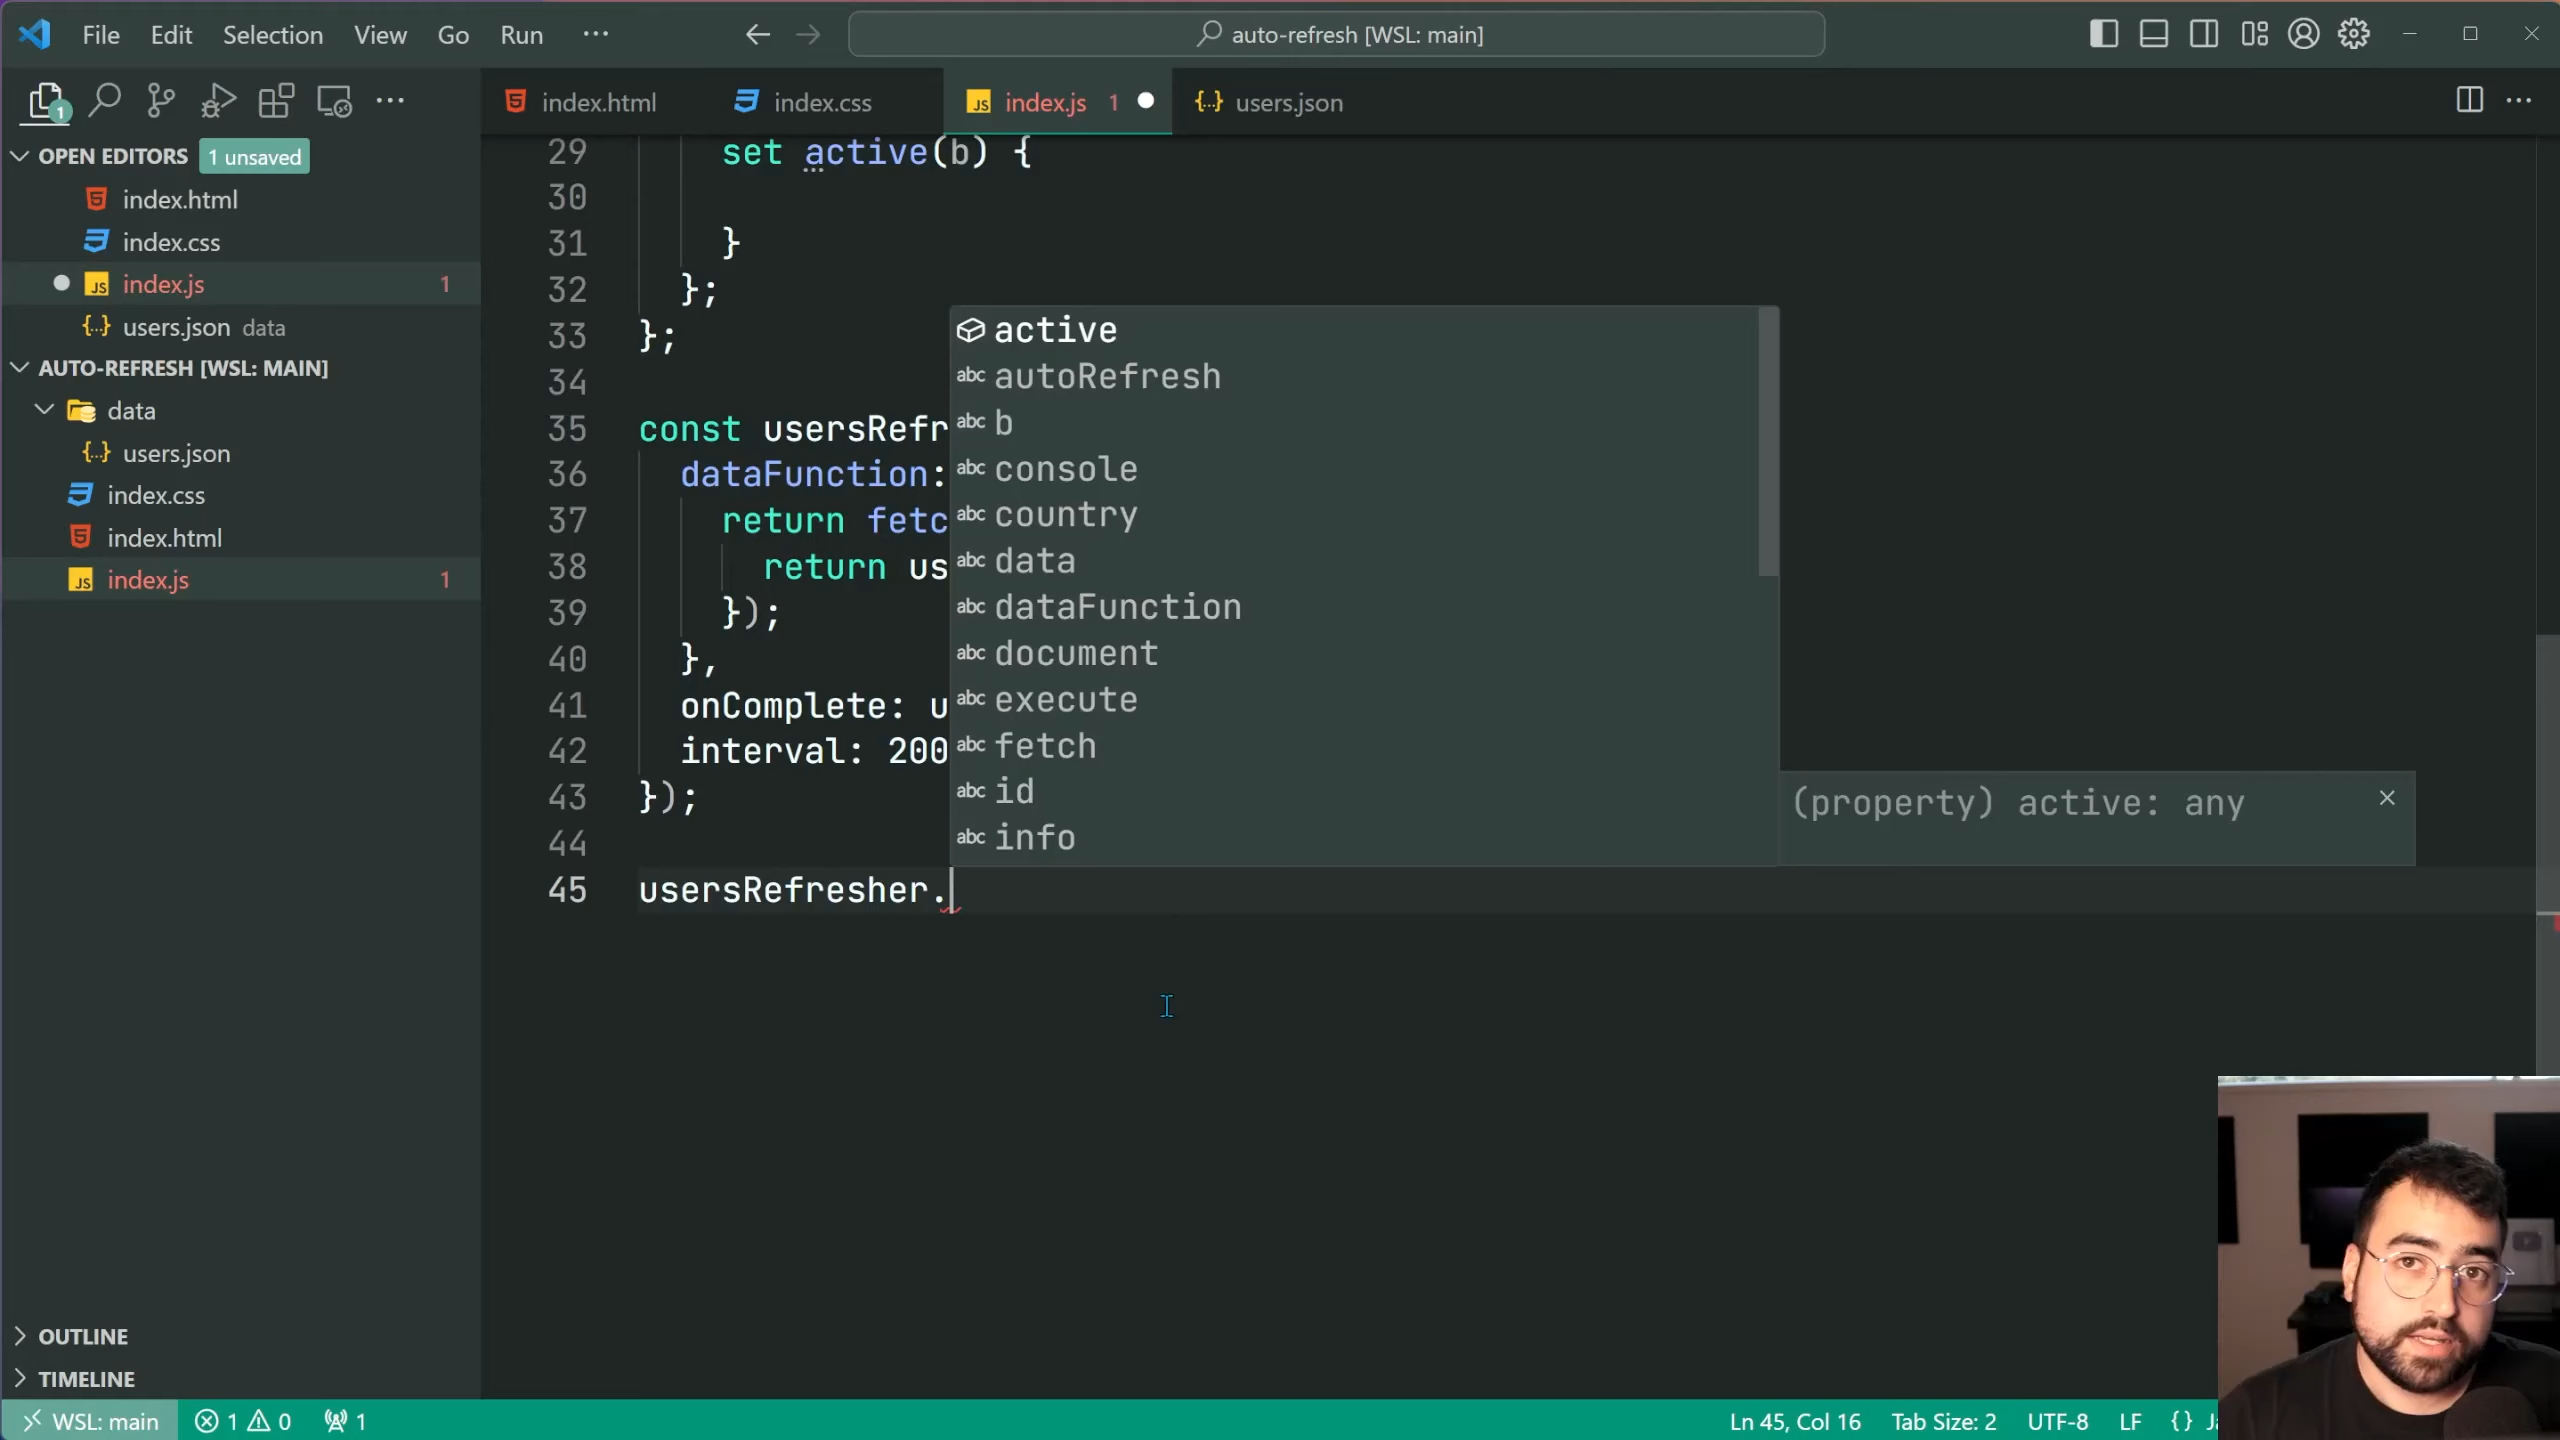 File Edit Selection View Go Run ···
auto-refresh [WSL: main]
1
OPEN EDITORS 1 unsaved
index.html
index.css
index.js 1
users.json data
AUTO-REFRESH [WSL: MAIN]
data
users.json
index.css
index.html
index.js 1
OUTLINE
TIMELINE
index.html index.css index.js 1 users.json
29 set active(b) {
30
31 }
32 };
33 };
34
35 const usersRefr
36 dataFunction:
37 return fetc
38 return us
39 });
40 },
41 onComplete: u
42 interval: 200
43 });
44
45 usersRefresher.
active
abc autoRefresh
abc b
abc console
abc country
abc data
abc dataFunction
abc document
abc execute
abc fetch
abc id
abc info
(property) active: any
WSL: main 1 0 1 Ln 45, Col 16 Tab Size: 2 UTF-8 LF {}